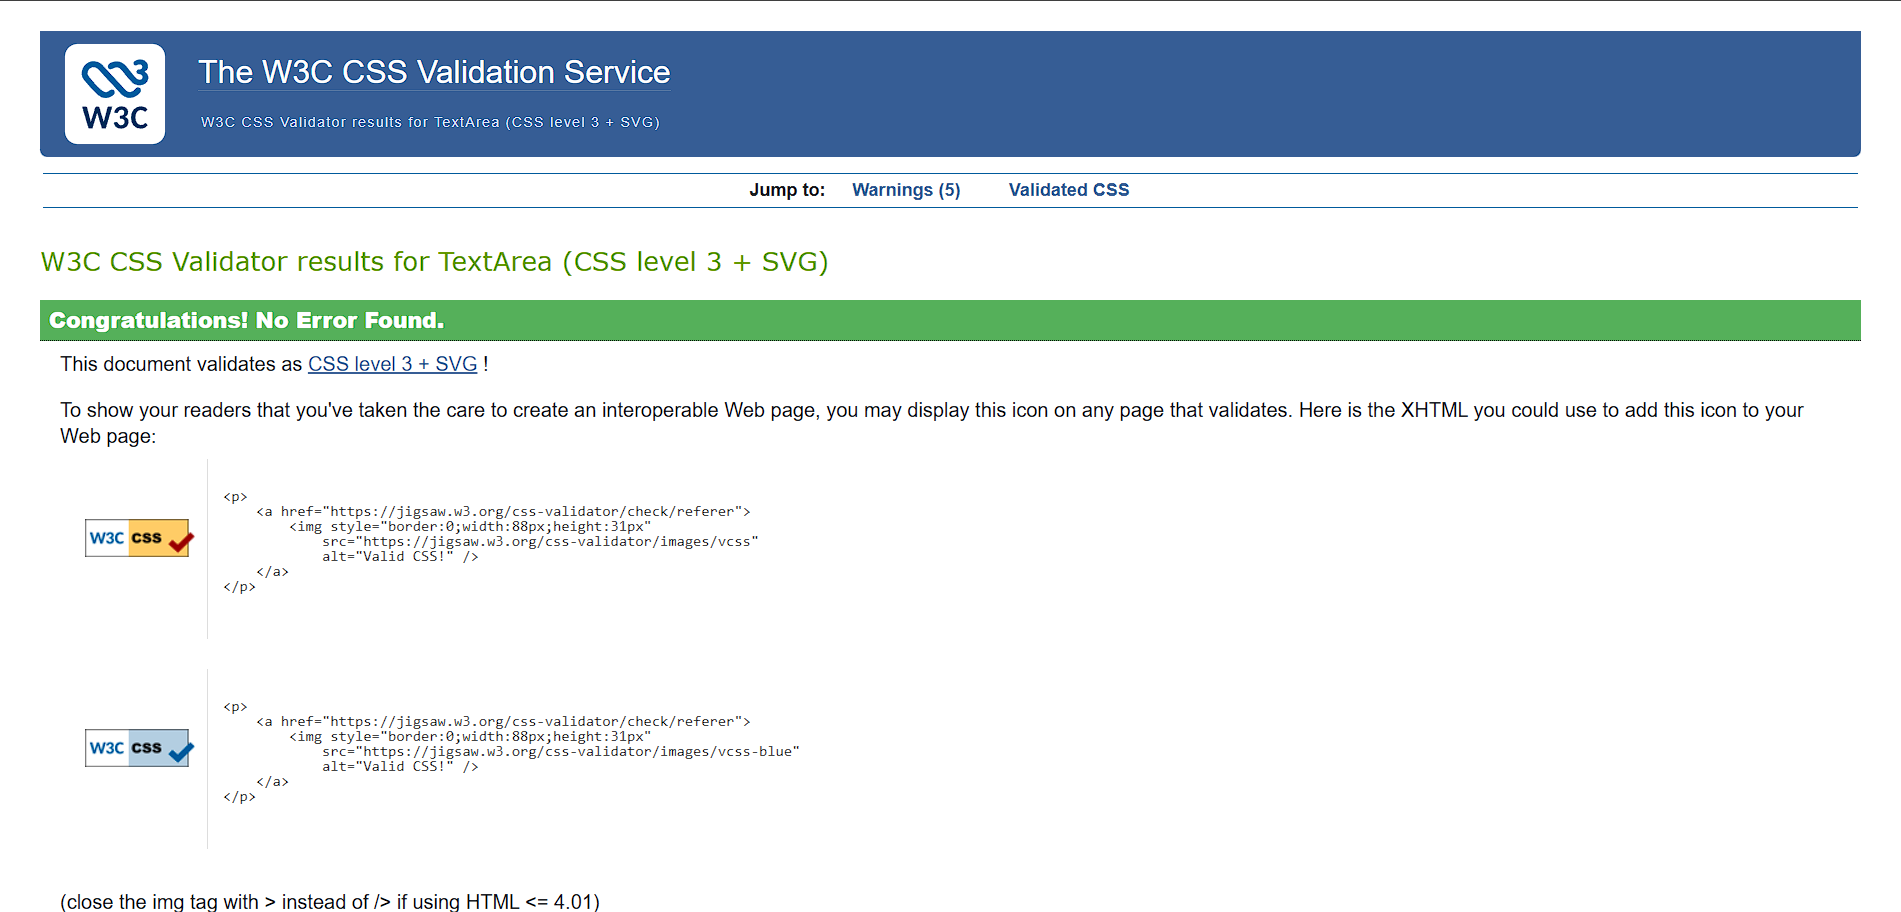 W3C
The W3C CSS Validation Service
W3C CSS Validator results for TextArea (CSS level 3 + SVG)
Jump to: Warnings (5) Validated CSS
W3C CSS Validator results for TextArea (CSS level 3 + SVG)
Congratulations! No Error Found.
This document validates as CSS level 3 + SVG !
To show your readers that you've taken the care to create an interoperable Web page, you may display this icon on any page that validates. Here is the XHTML you could use to add this icon to your
Web page:
W3C CSS
<p>
    <a href="https://jigsaw.w3.org/css-validator/check/referer">
        <img style="border:0;width:88px;height:31px"
            src="https://jigsaw.w3.org/css-validator/images/vcss"
            alt="Valid CSS!" />
    </a>
</p>
W3C CSS
<p>
    <a href="https://jigsaw.w3.org/css-validator/check/referer">
        <img style="border:0;width:88px;height:31px"
            src="https://jigsaw.w3.org/css-validator/images/vcss-blue"
            alt="Valid CSS!" />
    </a>
</p>
(close the img tag with > instead of /> if using HTML <= 4.01)